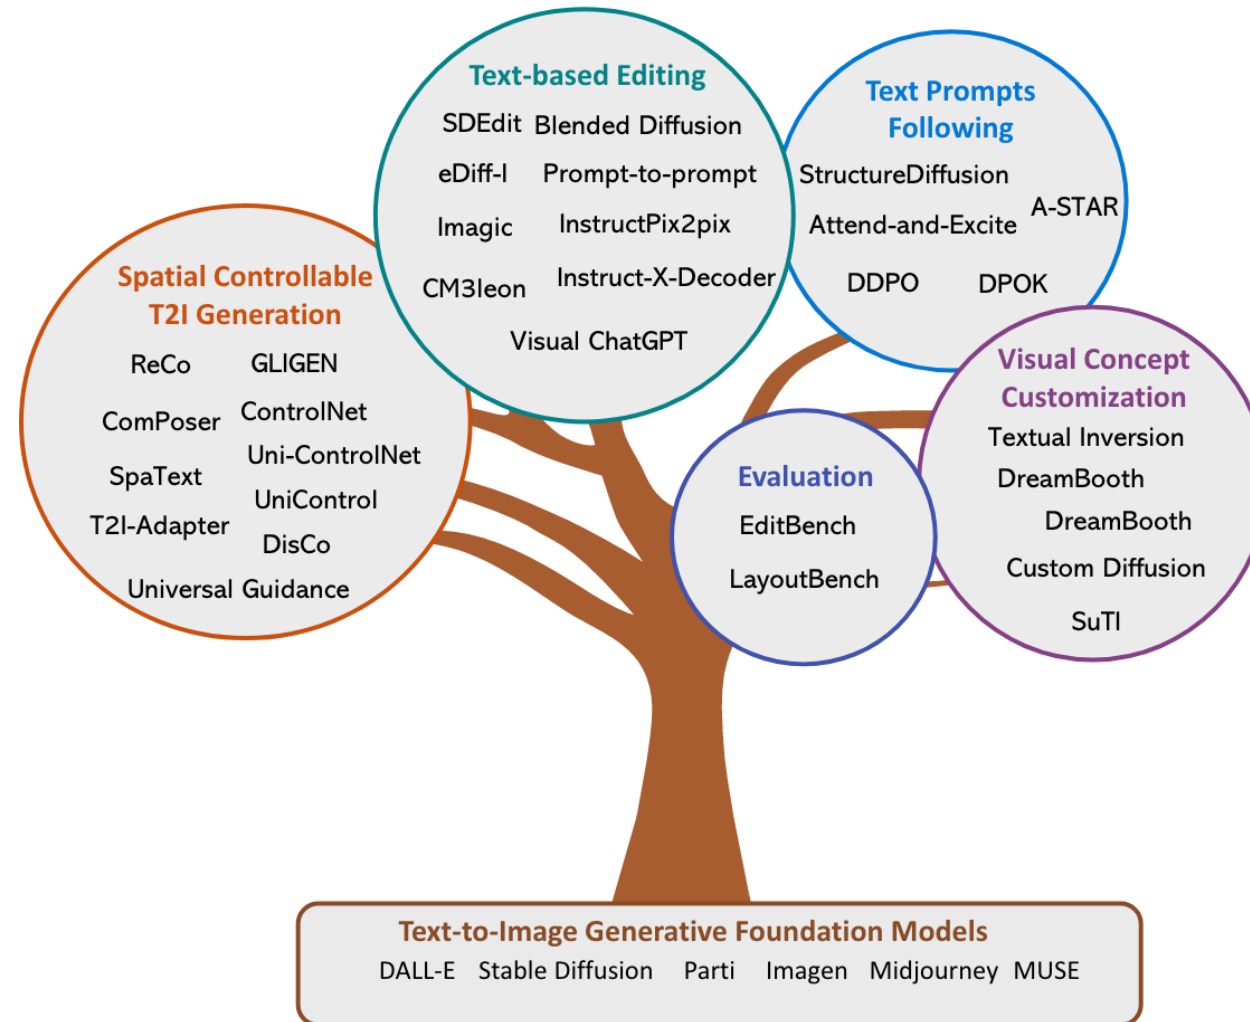 Text-based Editing
SDEdit Blended Diffusion
eDiff-I Prompt-to-prompt
Imagic InstructPix2pix
CM3leon Instruct-X-Decoder
Visual ChatGPT
Text Prompts
Following
StructureDiffusion
A-STAR
Attend-and-Excite
DDPO DPOK
Spatial Controllable
T2I Generation
ReCo GLIGEN
ComPoser ControlNet
Uni-ControlNet
SpaText
UniControl
T2I-Adapter
DisCo
Universal Guidance
Visual Concept
Customization
Textual Inversion
DreamBooth
DreamBooth
Custom Diffusion
SuTI
Evaluation
EditBench
LayoutBench
Text-to-Image Generative Foundation Models
DALL-E Stable Diffusion Parti Imagen Midjourney MUSE